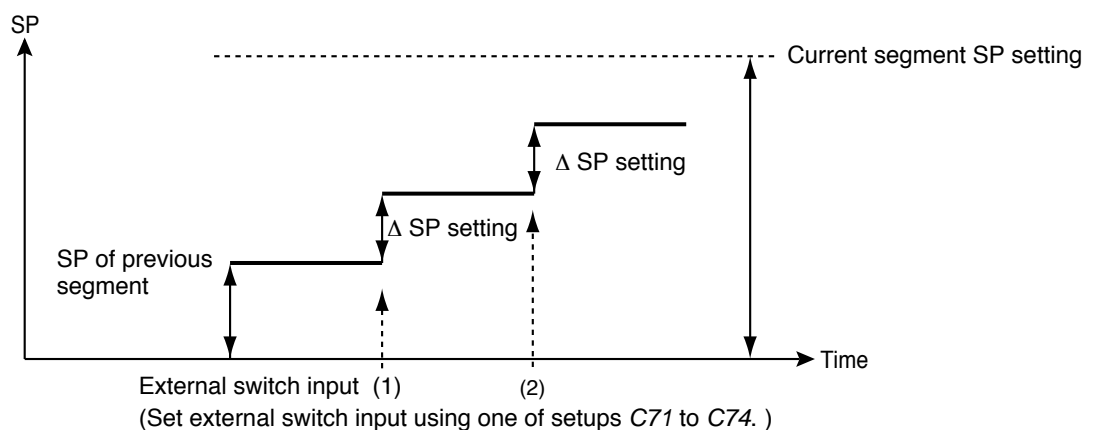 SP
Current segment SP setting
Δ SP setting
Δ SP setting
SP of previous
segment
Time
External switch input (1) (2)
(Set external switch input using one of setups C71 to C74. )